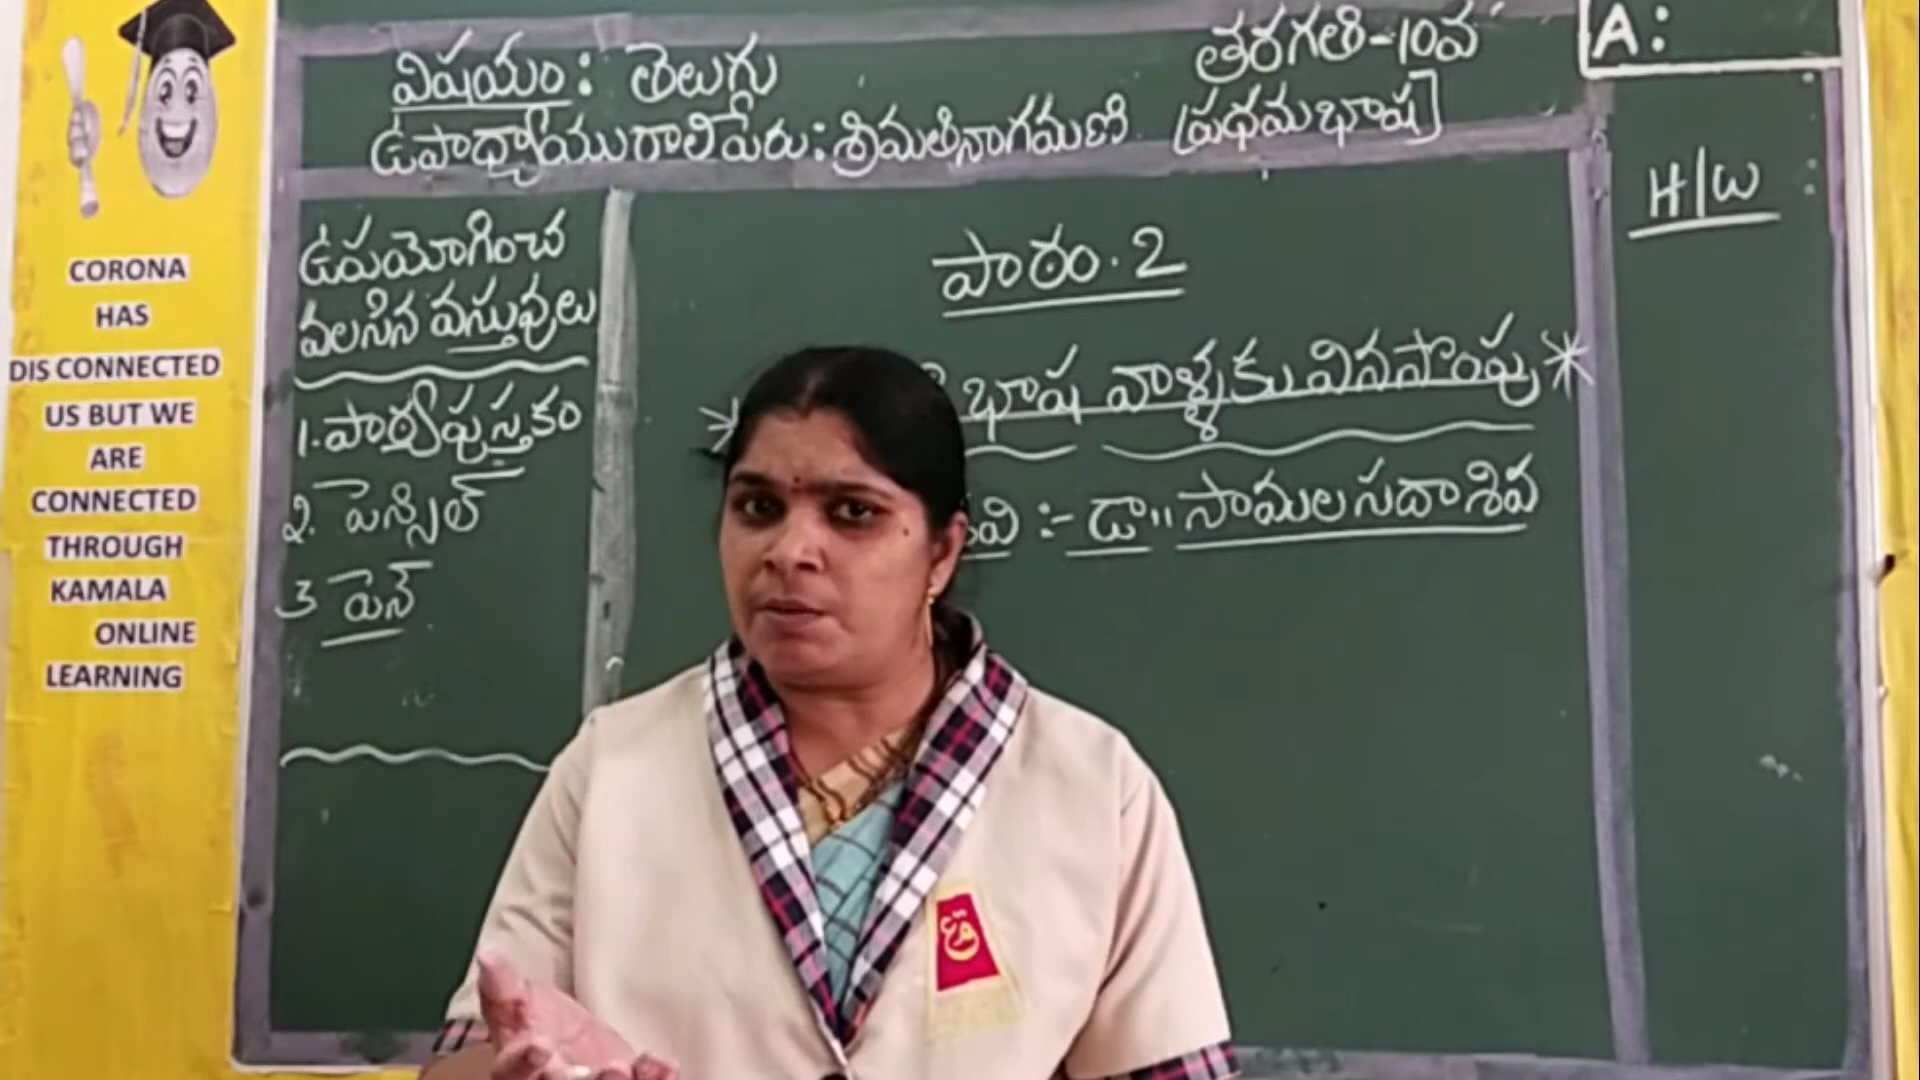 CORONA
HAS
DIS CONNECTED
US BUT WE
ARE
CONNECTED
THROUGH
KAMALA
ONLINE
LEARNING
విషయం: తెలుగు
తరగతి-10వ
ఉపాధ్యాయురాలిపేరు: శ్రీమతినాగమణి
[ప్రథమభాష]
A:
ఉపయోగించ
వలసిన వస్తువులు
1. పాఠ్యపుస్తకం
2. పెన్సిల్
3 పెన్
పాఠం. 2
భాష వాళ్ళకు వినసొంపు *
వి :- డా" సామల సదాశివ
H/W :